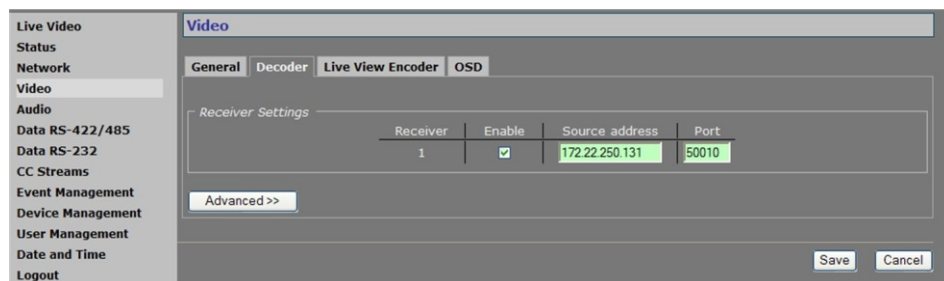 Live Video
Status
Network
Video
Audio
Data RS-422/485
Data RS-232
CC Streams
Event Management
Device Management
User Management
Date and Time
Logout
Video
General Decoder Live View Encoder OSD
Receiver Settings
Receiver Enable Source address Port
1 172.22.250.131 50010
Advanced >>
Save Cancel